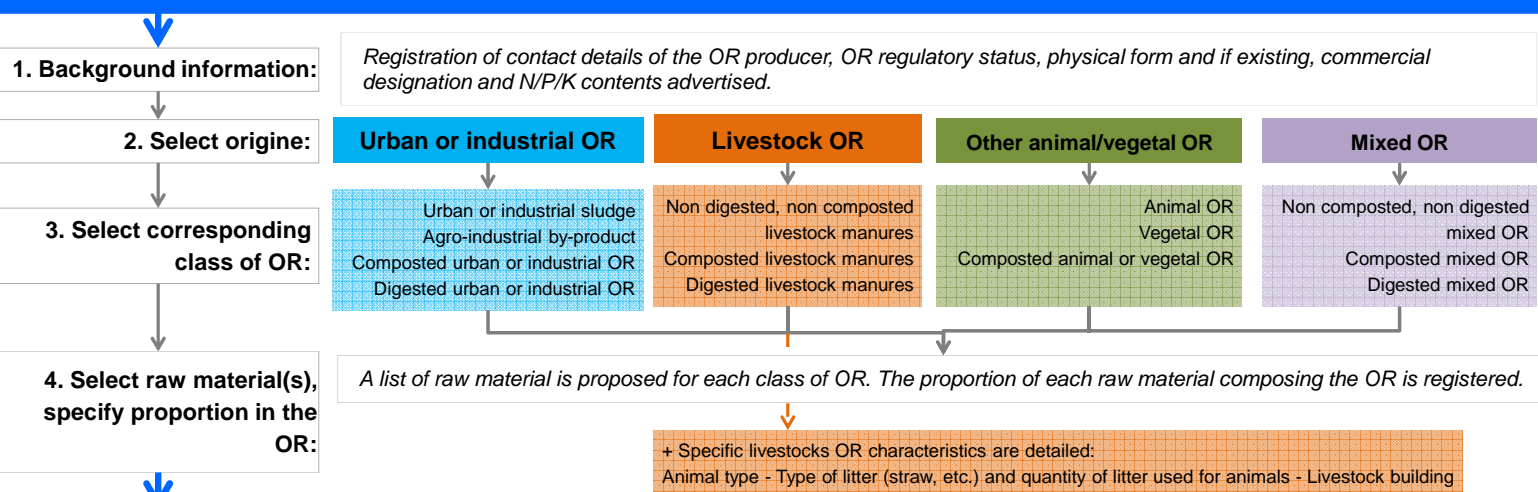 1. Background information:
Registration of contact details of the OR producer, OR regulatory status, physical form and if existing, commercial
designation and N/P/K contents advertised.
2. Select origine:
Urban or industrial OR
Livestock OR
Other animal/vegetal OR
Mixed OR
3. Select corresponding
class of OR:
Urban or industrial sludge
Agro-industrial by-product
Composted urban or industrial OR
Digested urban or industrial OR
Non digested, non composted
livestock manures
Composted livestock manures
Digested livestock manures
Animal OR
Vegetal OR
Composted animal or vegetal OR
Non composted, non digested
mixed OR
Composted mixed OR
Digested mixed OR
4. Select raw material(s),
specify proportion in the
OR:
A list of raw material is proposed for each class of OR. The proportion of each raw material composing the OR is registered.
+ Specific livestocks OR characteristics are detailed:
Animal type - Type of litter (straw, etc.) and quantity of litter used for animals - Livestock building